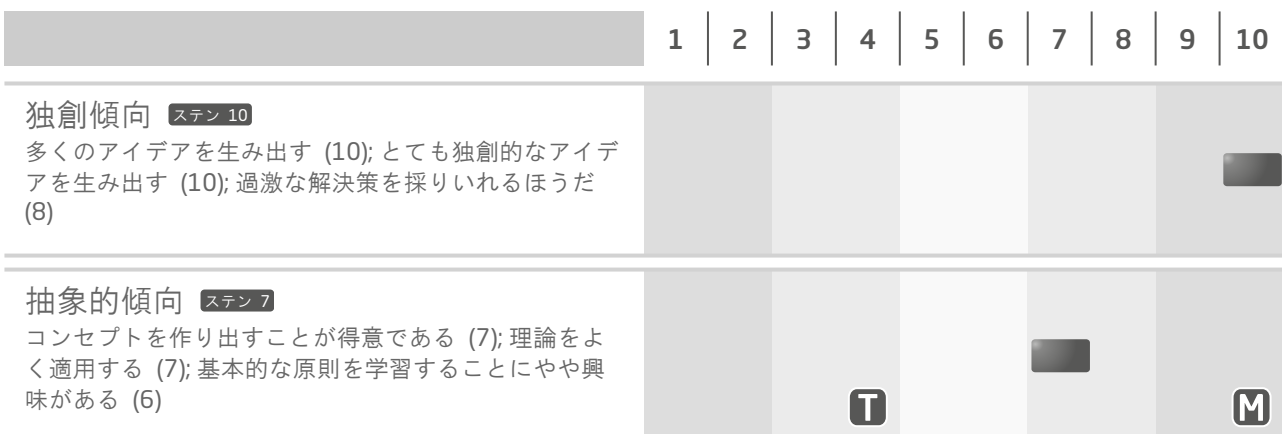 1 2 3 4 5 6 7 8 9 10
独創傾向 ステン 10
多くのアイデアを生み出す (10); とても独創的なアイデ
アを生み出す (10); 過激な解決策を採りいれるほうだ
(8)
抽象的傾向 ステン 7
コンセプトを作り出すことが得意である (7); 理論をよ
く適用する (7); 基本的な原則を学習することにやや興
味がある (6)
T M